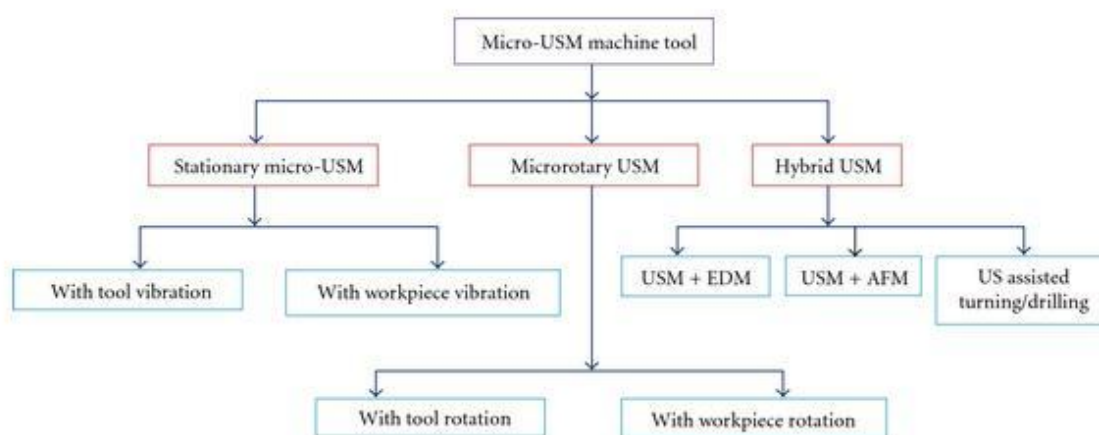 Micro-USM machine tool
Stationary micro-USM
Microrotary USM
Hybrid USM
With tool vibration
With workpiece vibration
USM + EDM
USM + AFM
US assisted
turning/drilling
With tool rotation
With workpiece rotation